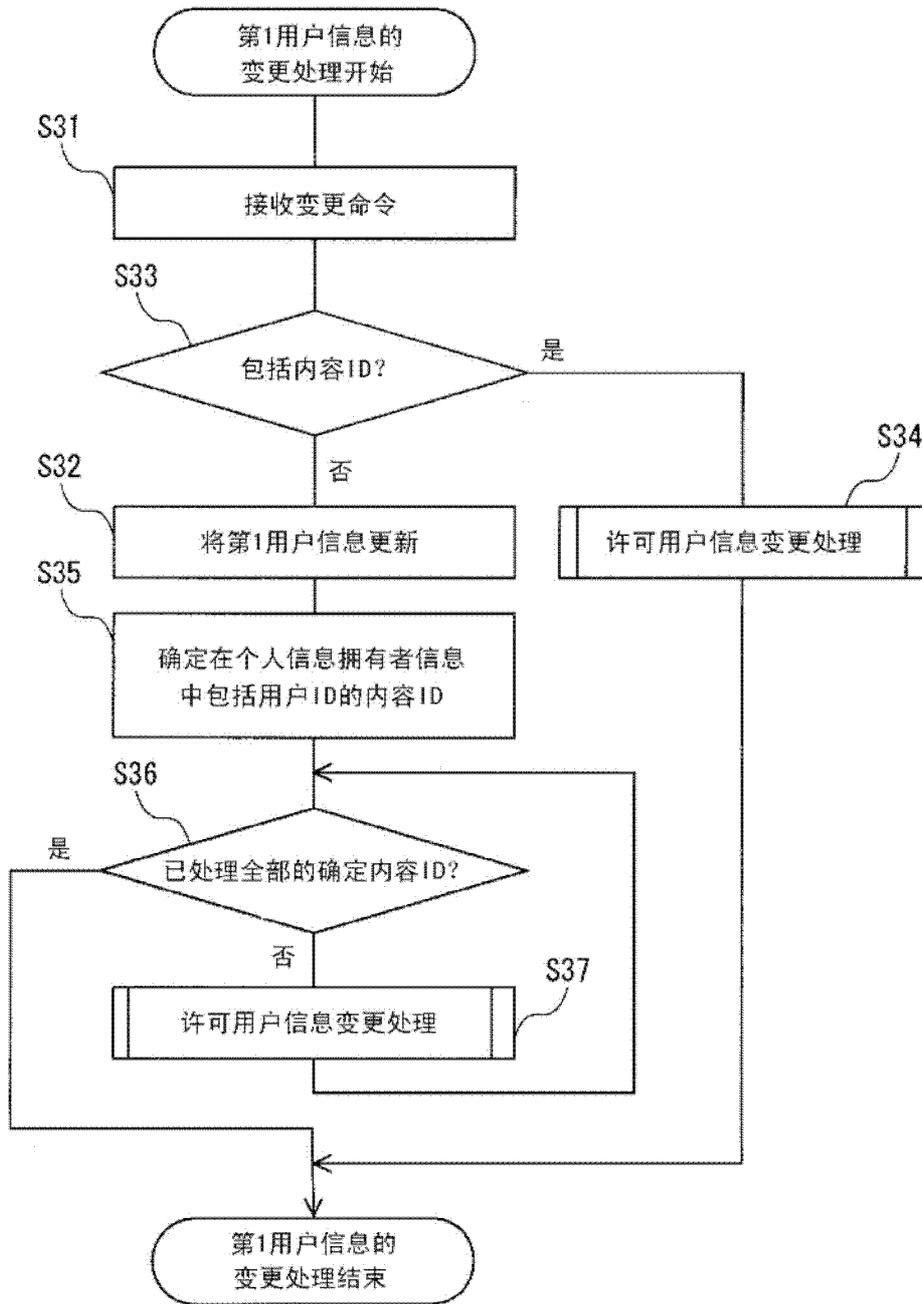 第1用户信息的
变更处理开始
S31
接收变更命令
S33
包括内容ID?
是
否
S32
将第1用户信息更新
S34
许可用户信息变更处理
S35
确定在个人信息拥有者信息
中包括用户ID的内容ID
S36
是
已处理全部的确定内容ID?
否
S37
许可用户信息变更处理
第1用户信息的
变更处理结束